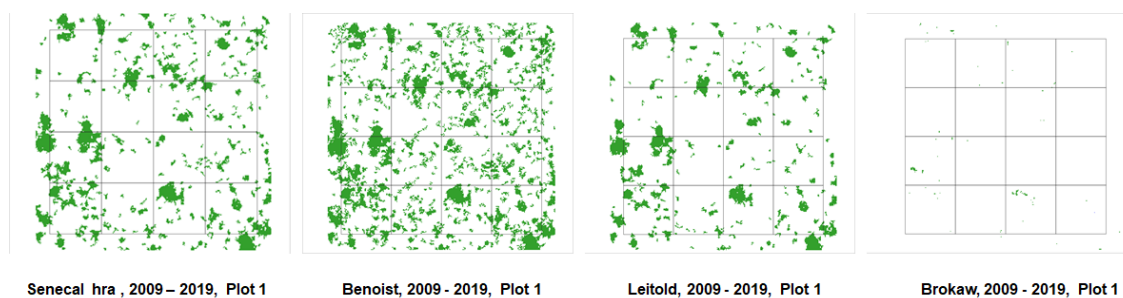 Senecal hra , 2009 – 2019, Plot 1
Benoist, 2009 - 2019, Plot 1
Leitold, 2009 - 2019, Plot 1
Brokaw, 2009 - 2019, Plot 1